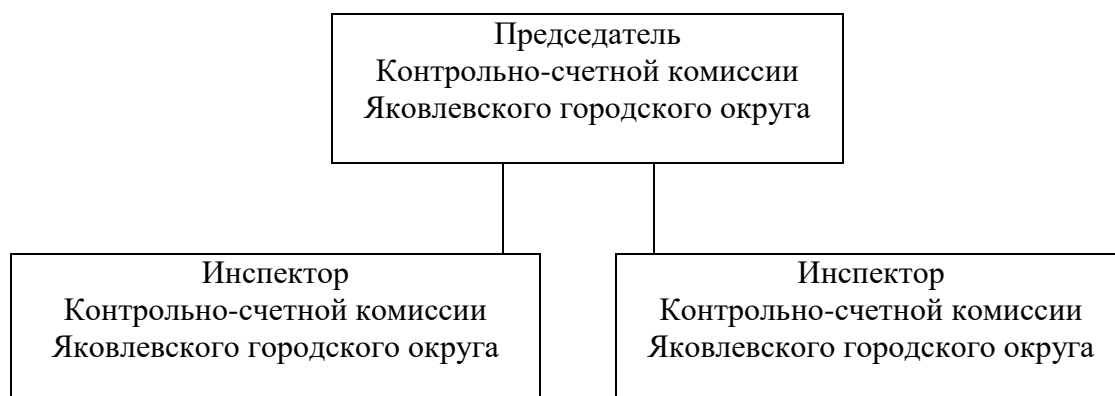 Председатель
Контрольно-счетной комиссии
Яковлевского городского округа
Инспектор
Контрольно-счетной комиссии
Яковлевского городского округа
Инспектор
Контрольно-счетной комиссии
Яковлевского городского округа